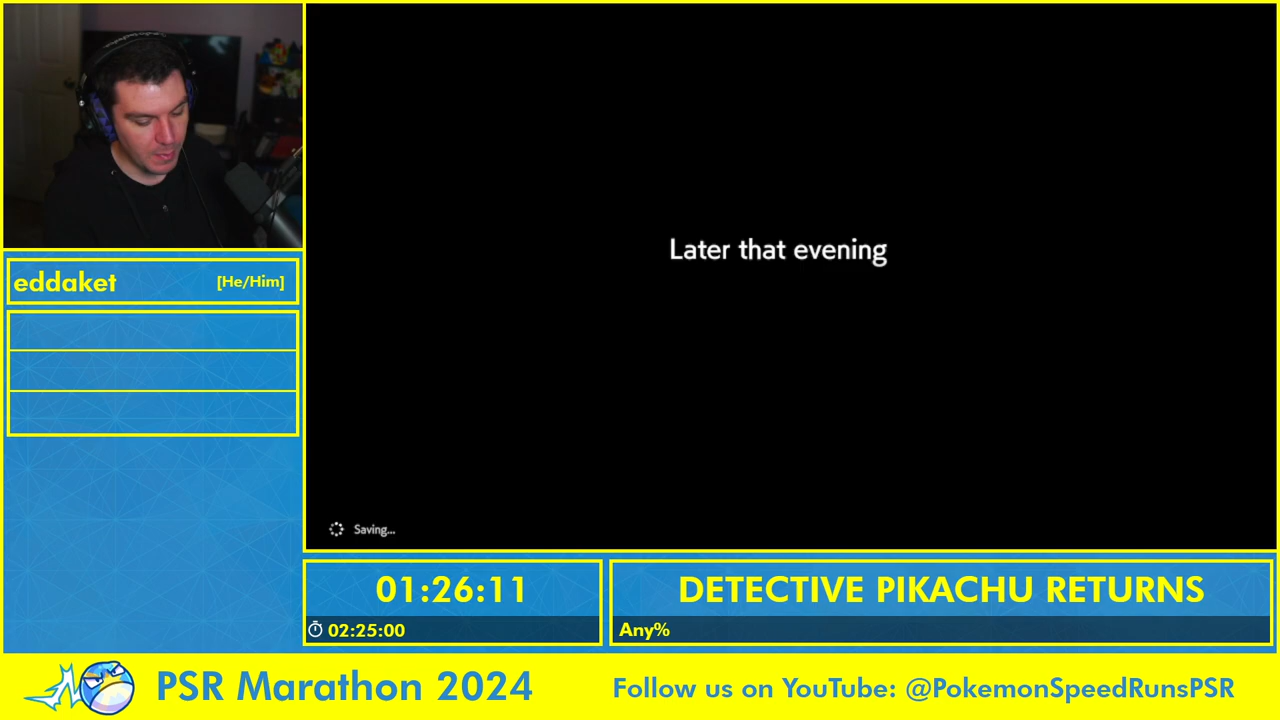 Later that evening
Saving...
eddaket
[He/Him]
01:26:11
02:25:00
DETECTIVE PIKACHU RETURNS
Any%
PSR Marathon 2024
Follow us on YouTube: @PokemonSpeedRunsPSR